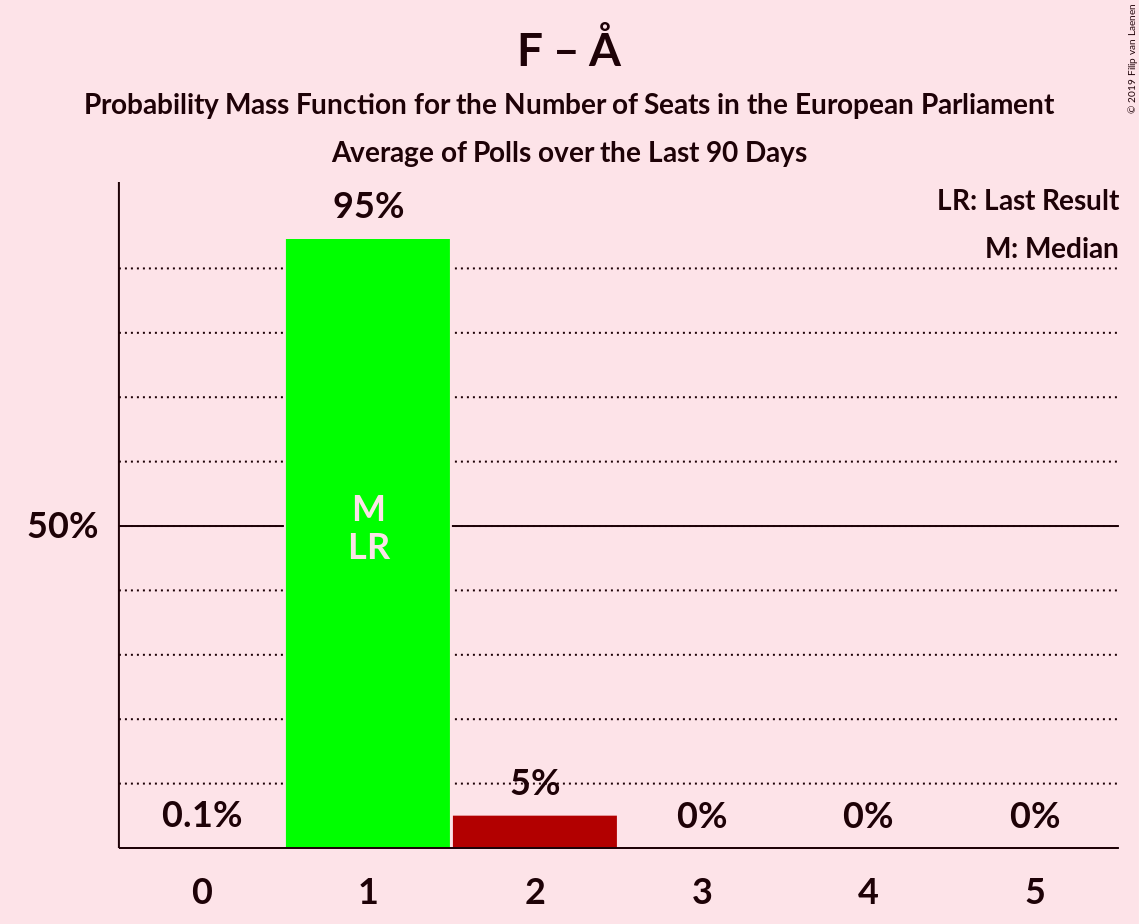 F – Å
Probability Mass Function for the Number of Seats in the European Parliament
Average of Polls over the Last 90 Days
© 2019 Filip van Laenen
LR: Last Result
M: Median
95%
M
LR
50%
5%
0.1%
0%
0%
0%
0
1
2
3
4
5